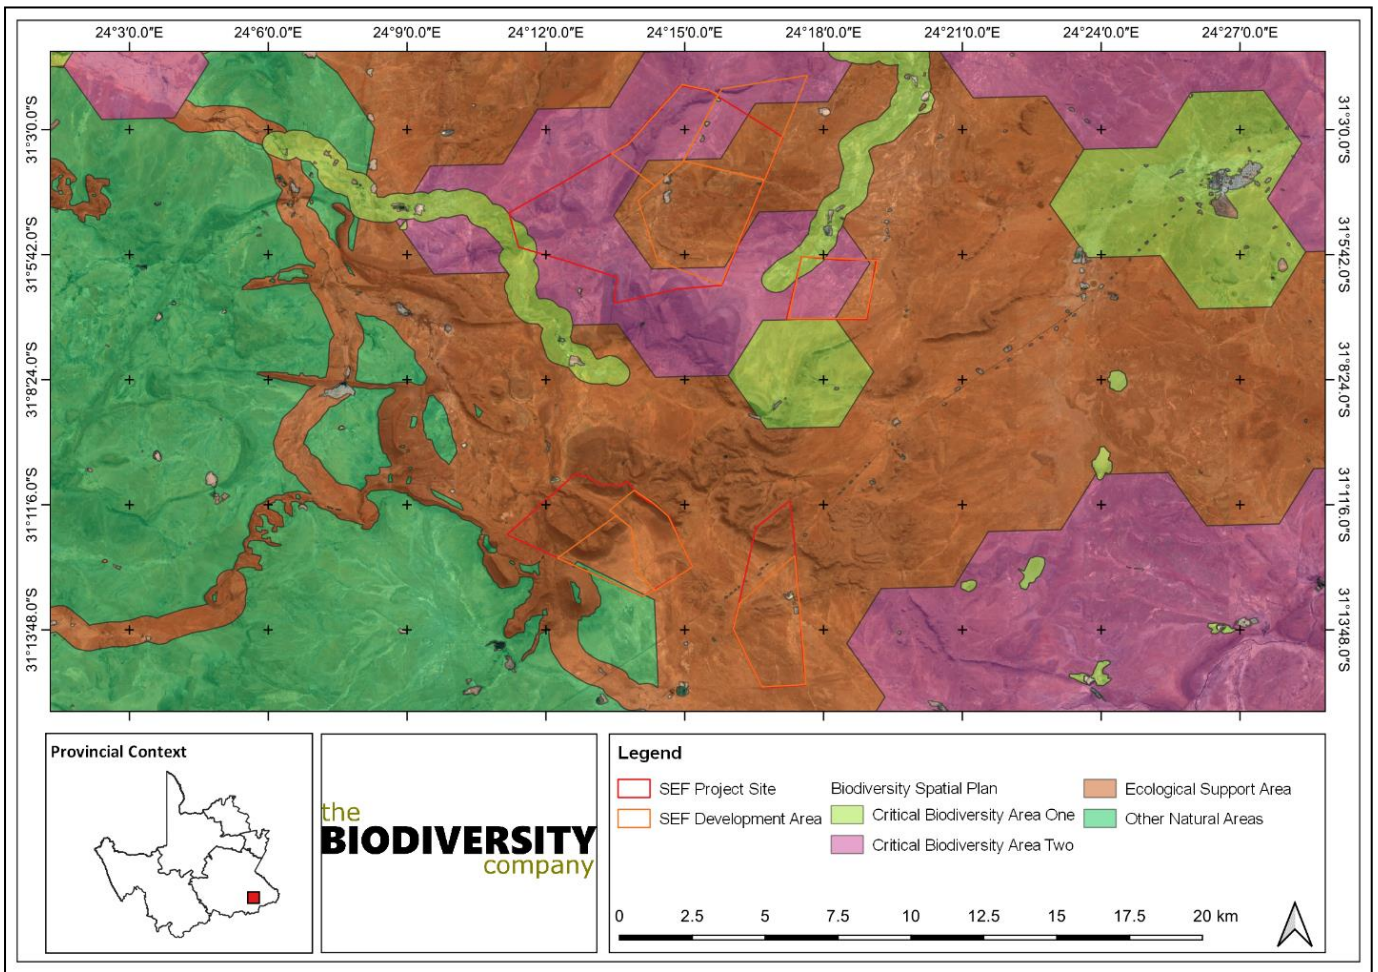 24°3'0.0"E 24°6'0.0"E 24°9'0.0"E 24°12'0.0"E 24°15'0.0"E 24°18'0.0"E 24°21'0.0"E 24°24'0.0"E 24°27'0.0"E
31°3'0.0"S 31°3'0.0"S
31°5'42.0"S 31°5'42.0"S
31°8'24.0"S 31°8'24.0"S
31°11'6.0"S 31°11'6.0"S
31°13'48.0"S 31°13'48.0"S
Provincial Context
the
BIODIVERSITY
company
Legend
SEF Project Site
SEF Development Area
Biodiversity Spatial Plan
Critical Biodiversity Area One
Critical Biodiversity Area Two
Ecological Support Area
Other Natural Areas
0 2.5 5 7.5 10 12.5 15 17.5 20 km